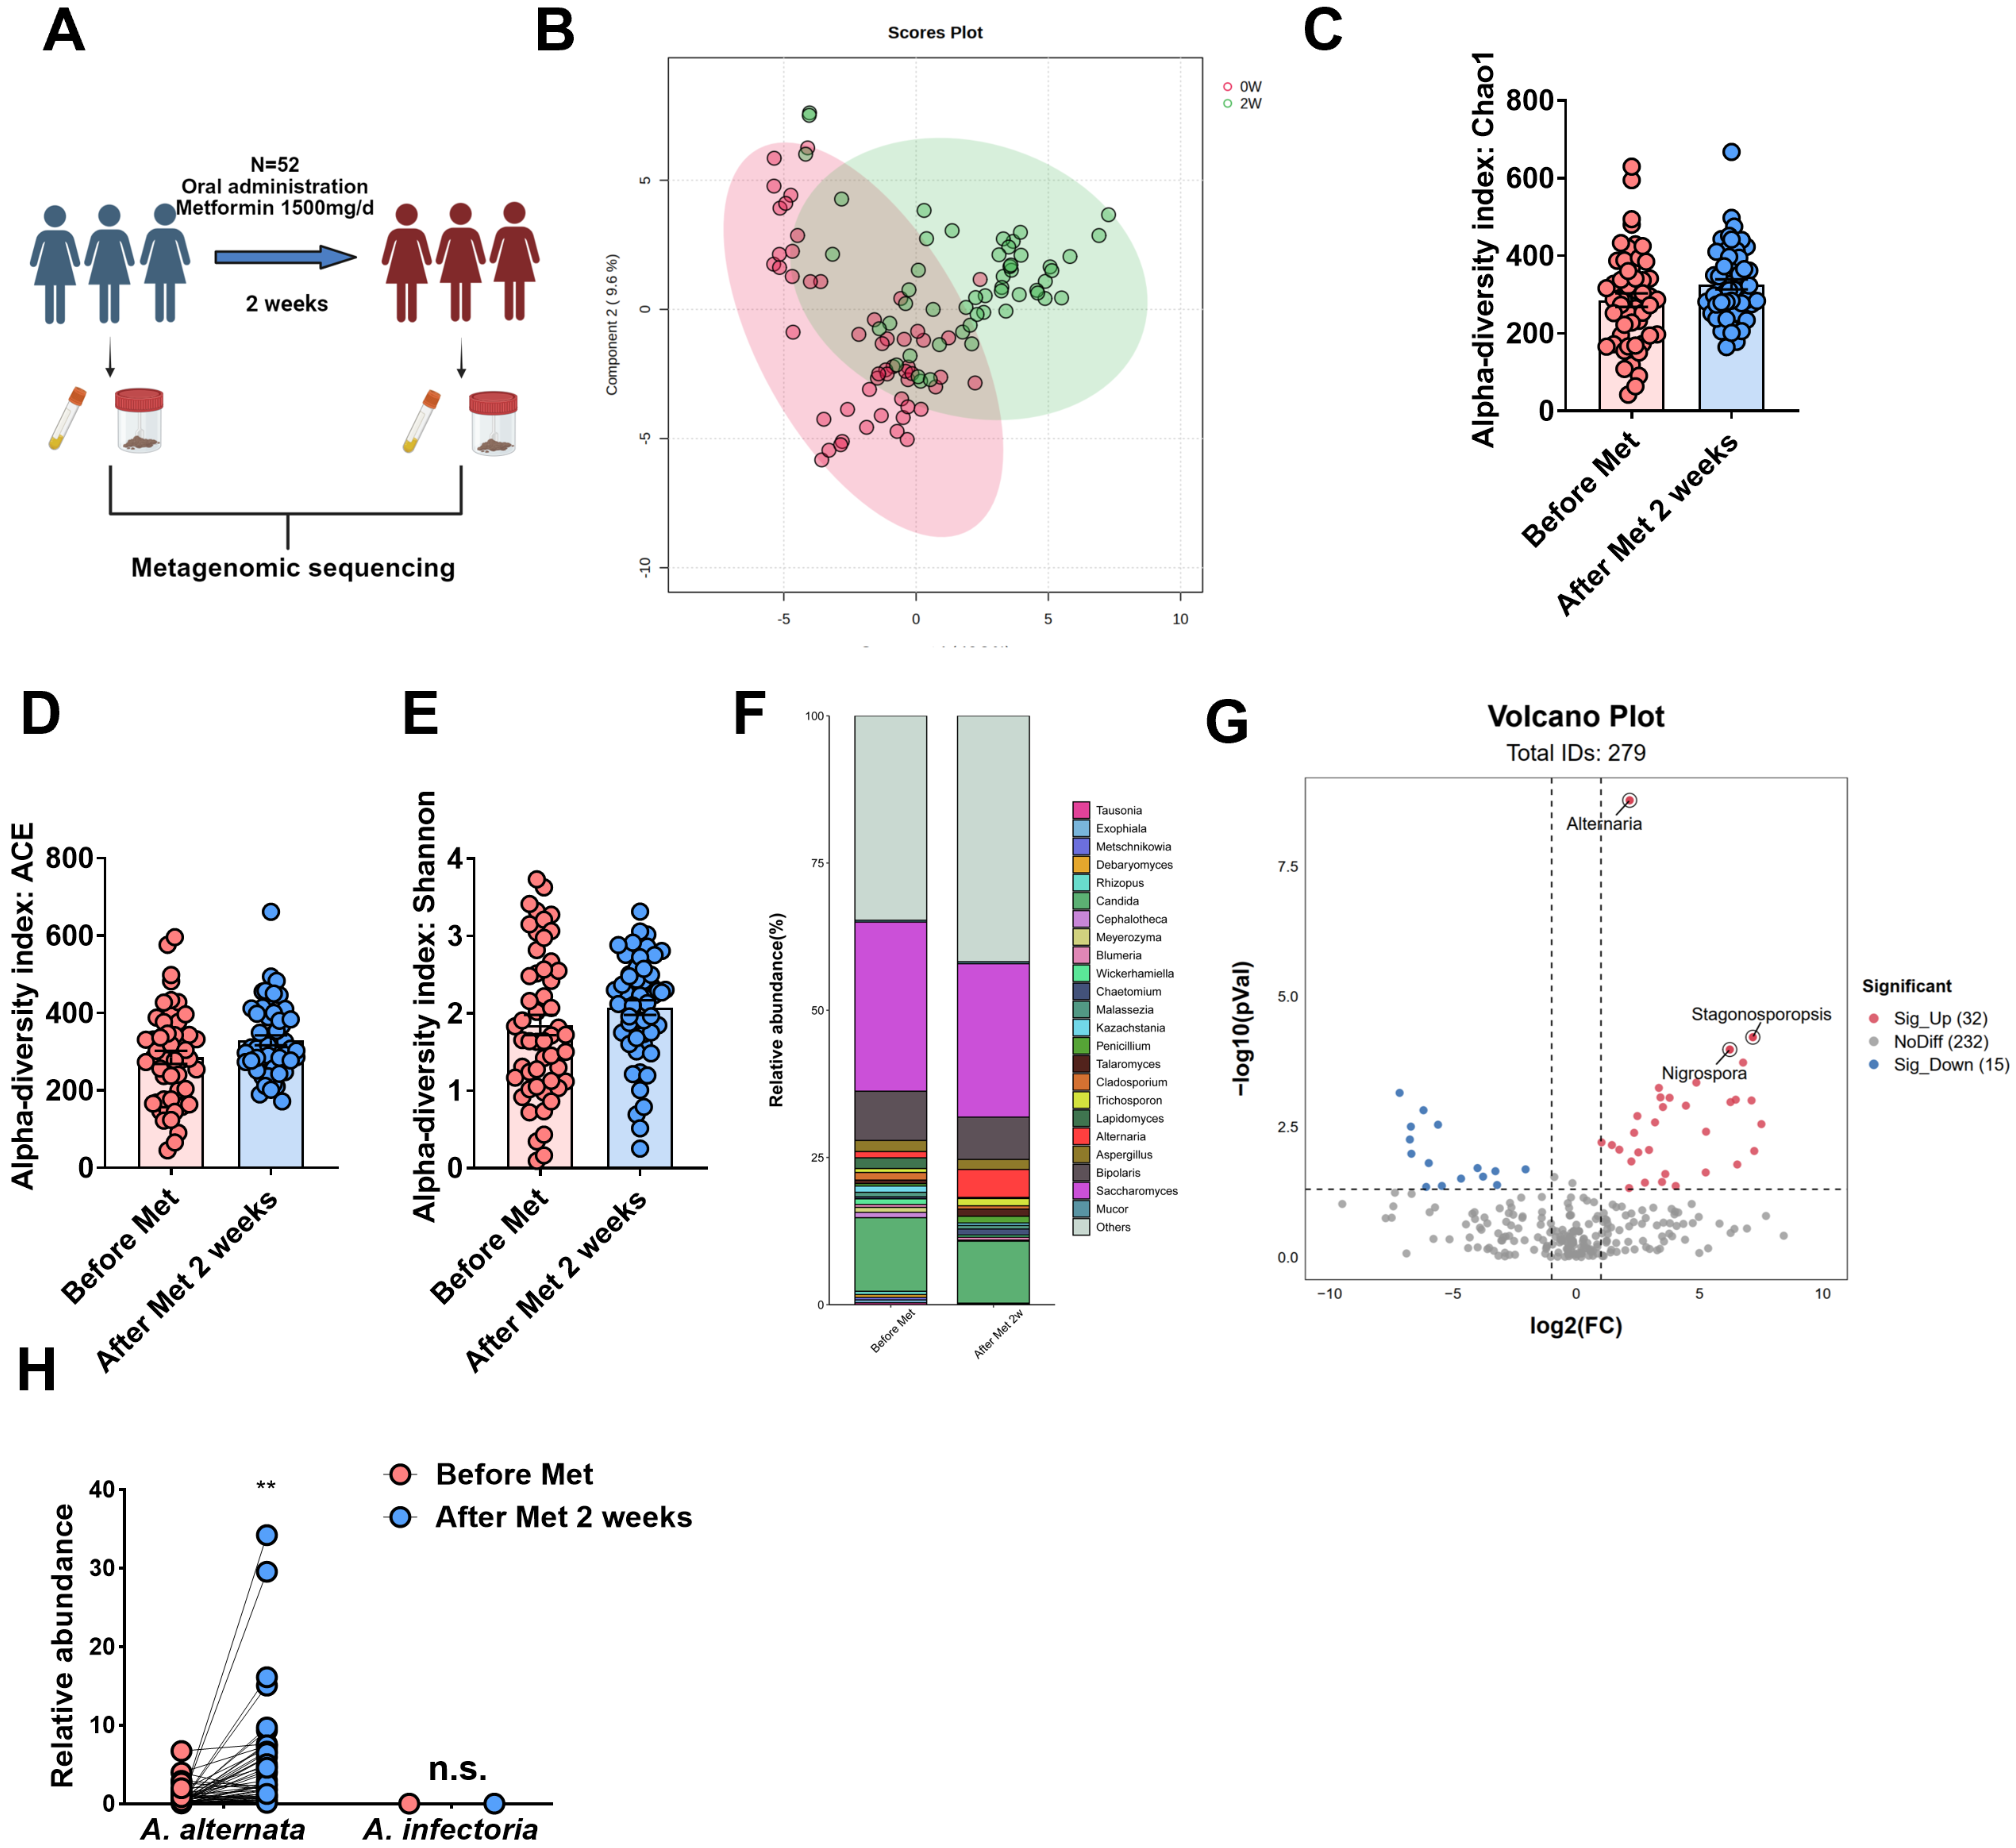 A
N=52
Oral administration
Metformin 1500mg/d
2 weeks
Metagenomic sequencing
B
Scores Plot
0W
2W
Component 2 ( 9.6 %)
5
0
-5
-10
-5
0
5
10
C
Alpha-diversity index: Chao1
800
600
400
200
0
Before Met
After Met 2 weeks
D
Alpha-diversity index: ACE
800
600
400
200
0
Before Met
After Met 2 weeks
E
Alpha-diversity index: Shannon
4
3
2
1
0
Before Met
After Met 2 weeks
F
Relative abundance(%)
100
75
50
25
0
Before Met
After Met 2w
Tausonia
Exophiala
Metschnikowia
Debaryomyces
Rhizopus
Candida
Cephalotheca
Meyerozyma
Blumeria
Wickerhamiella
Chaetomium
Malassezia
Kazachstania
Penicillium
Talaromyces
Cladosporium
Trichosporon
Lapidomyces
Alternaria
Aspergillus
Bipolaris
Saccharomyces
Mucor
Others
G
Volcano Plot
Total IDs: 279
Alternaria
Stagonosporopsis
Nigrospora
−log10(pVal)
7.5
5.0
2.5
0.0
−10
−5
0
5
10
log2(FC)
Significant
Sig_Up (32)
NoDiff (232)
Sig_Down (15)
H
Relative abundance
40
30
20
10
0
**
n.s.
Before Met
After Met 2 weeks
A. alternata
A. infectoria